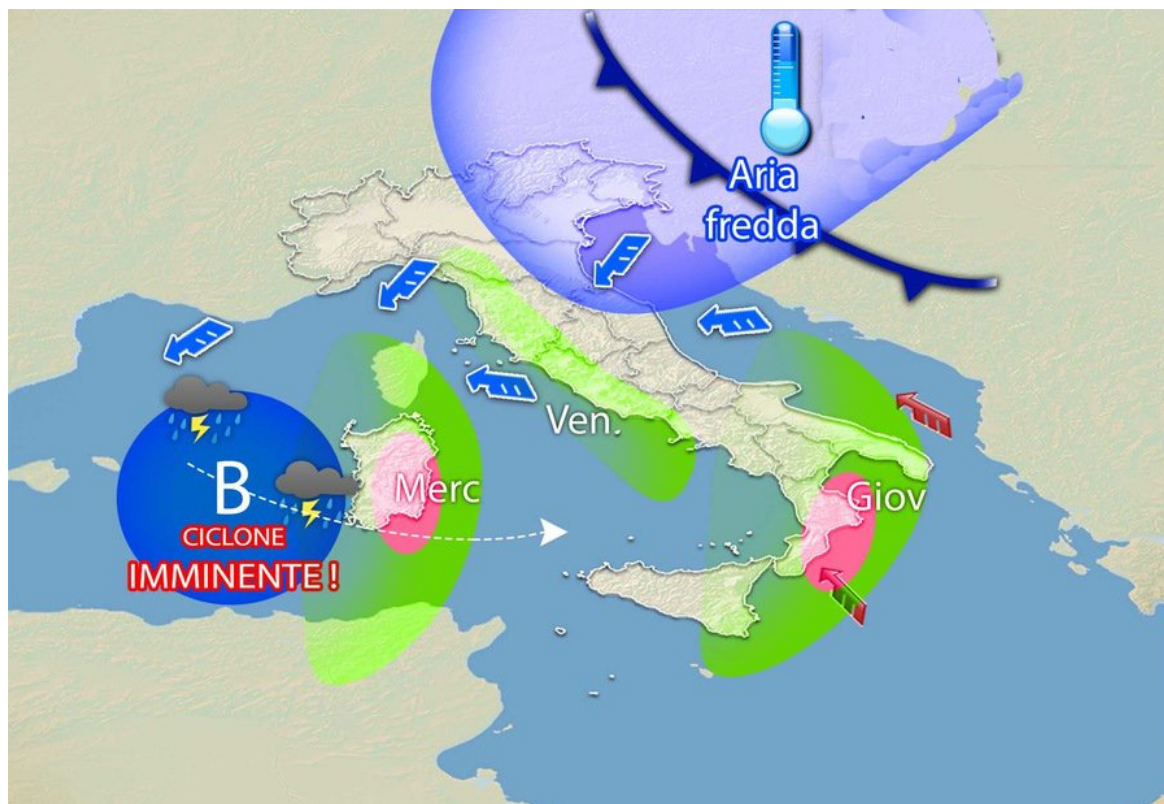 Aria
fredda
Ven.
B
Merc
Giov
CICLONE
IMMINENTE !